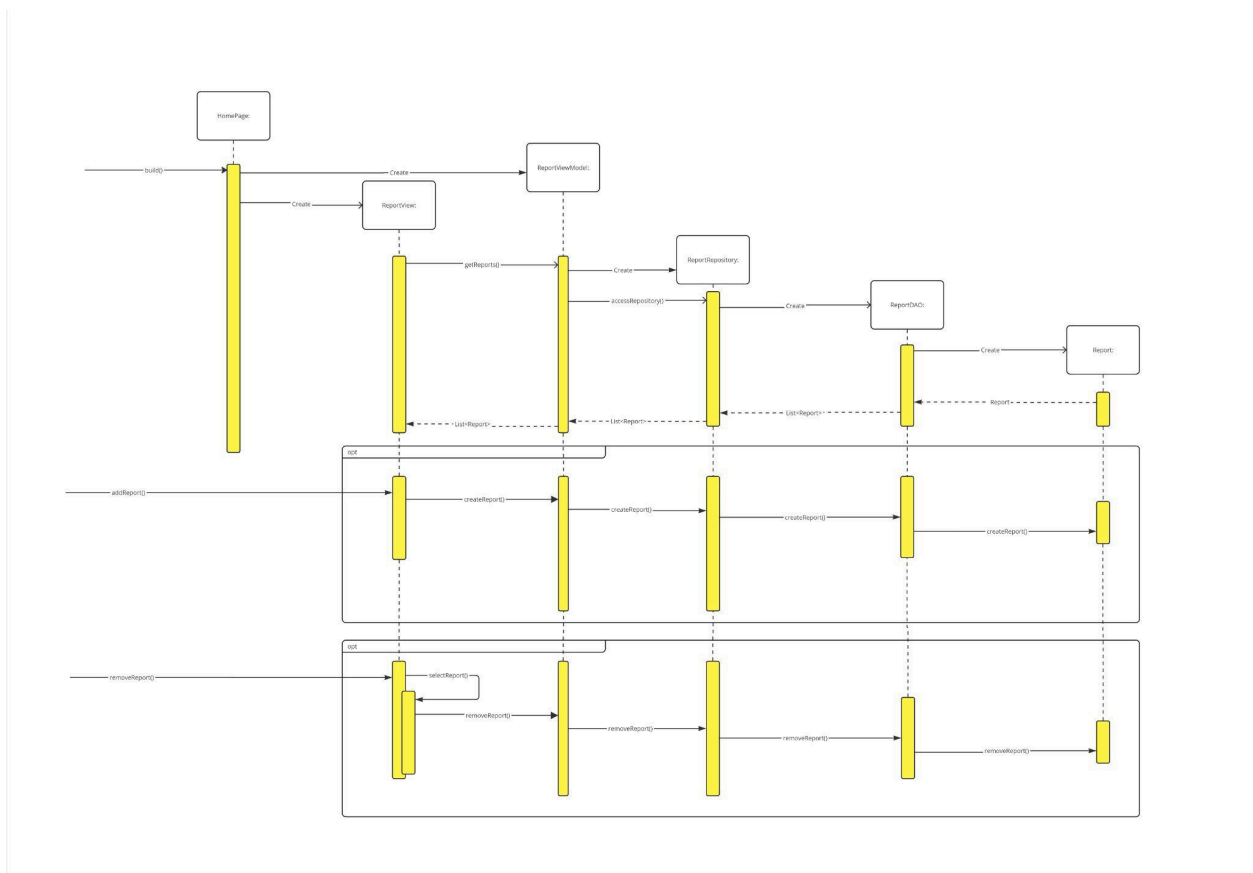 HomePage:
build()
Create
ReportViewModel:
Create
ReportView:
getReports()
Create
ReportRepository:
accessRepository()
Create
ReportDAO:
Create
Report:
Report
List<Report>
List<Report>
List<Report>
opt
addReport()
createReport()
createReport()
createReport()
createReport()
opt
removeReport()
selectReport()
removeReport()
removeReport()
removeReport()
removeReport()